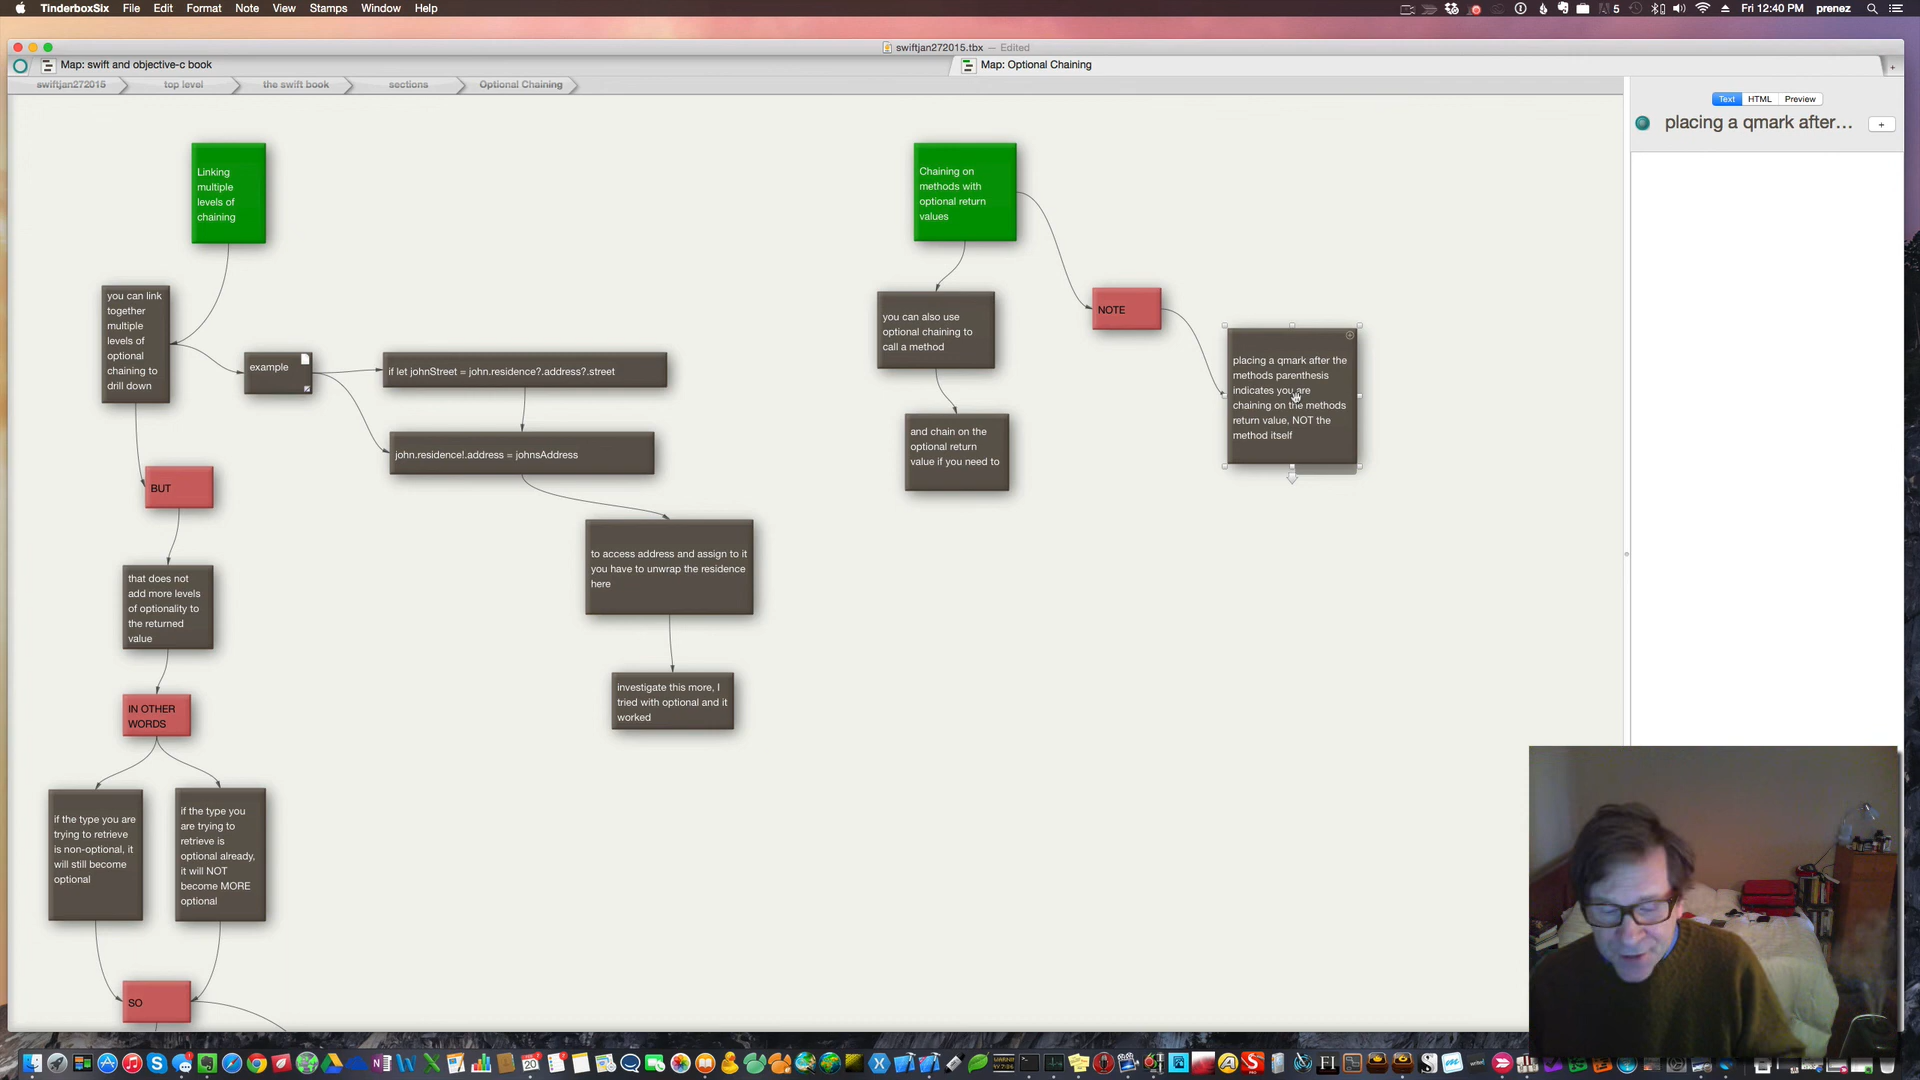 TinderboxSix File Edit Format Note View Stamps Window Help
5 Fri 12:40 PM prenez
swiftjan272015.tbx — Edited
Map: swift and objective-c book
Map: Optional Chaining
swiftjan272015 top level the swift book sections Optional Chaining
Text HTML Preview
placing a qmark after...
Linking
multiple
levels of
chaining
you can link
together
multiple
levels of
optional
chaining to
drill down
example
if let johnStreet = john.residence?.address?.street
john.residence!.address = johnsAddress
BUT
to access address and assign to it
you have to unwrap the residence
here
that does not
add more levels
of optionality to
the returned
value
investigate this more, I
tried with optional and it
worked
IN OTHER
WORDS
if the type you are
trying to retrieve
is non-optional, it
will still become
optional
if the type you
are trying to
retrieve is
optional already,
it will NOT
become MORE
optional
SO
Chaining on
methods with
optional return
values
you can also use
optional chaining to
call a method
and chain on the
optional return
value if you need to
NOTE
placing a qmark after the
methods parenthesis
indicates you are
chaining on the methods
return value, NOT the
method itself